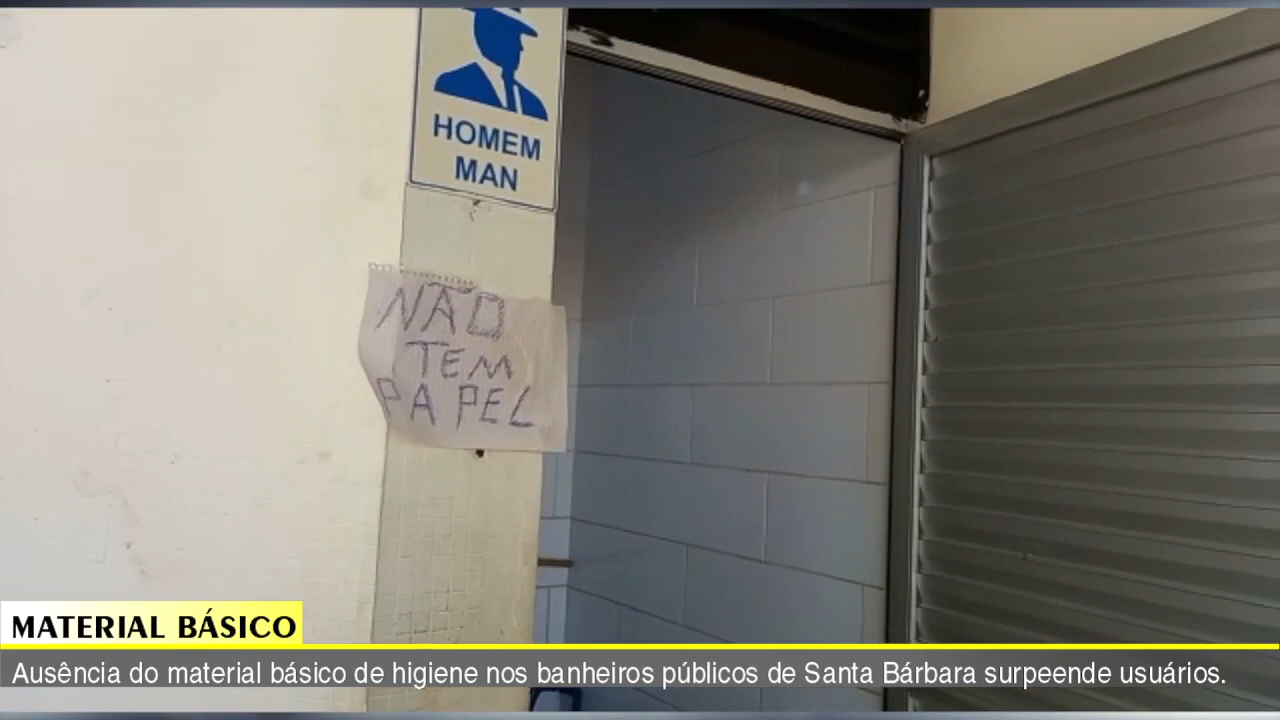 HOMEM
MAN
NÃO
TEM
PAPEL
MATERIAL BÁSICO
Ausência do material básico de higiene nos banheiros públicos de Santa Bárbara surpeende usuários.